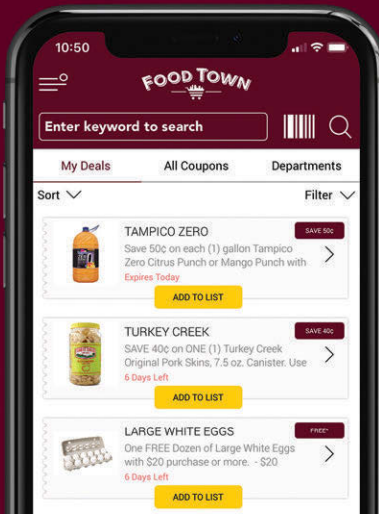 10:50
FOOD TOWN
Enter keyword to search
My Deals All Coupons Departments
Sort Filter
TAMPICO ZERO SAVE 50¢
Save 50¢ on each (1) gallon Tampico
Zero Citrus Punch or Mango Punch with
Expires Today
ADD TO LIST
TURKEY CREEK SAVE 40¢
SAVE 40¢ on ONE (1) Turkey Creek
Original Pork Skins, 7.5 oz. Canister. Use
6 Days Left
ADD TO LIST
LARGE WHITE EGGS FREE*
One FREE Dozen of Large White Eggs
with $20 purchase or more. - $20
6 Days Left
ADD TO LIST